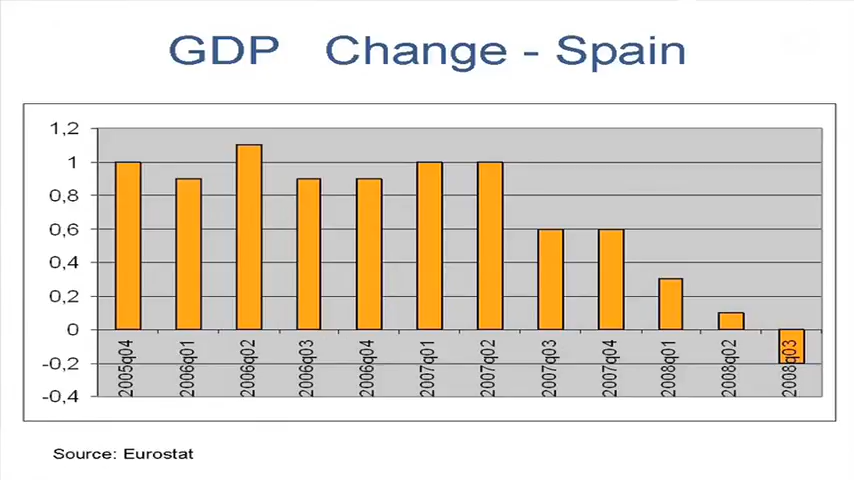 GDP Change - Spain
1,2
1
0,8
0,6
0,4
0,2
0
-0,2
-0,4
2005q04
2006q01
2006q02
2006q03
2006q04
2007q01
2007q02
2007q03
2007q04
2008q01
2008q02
2008q03
Source: Eurostat